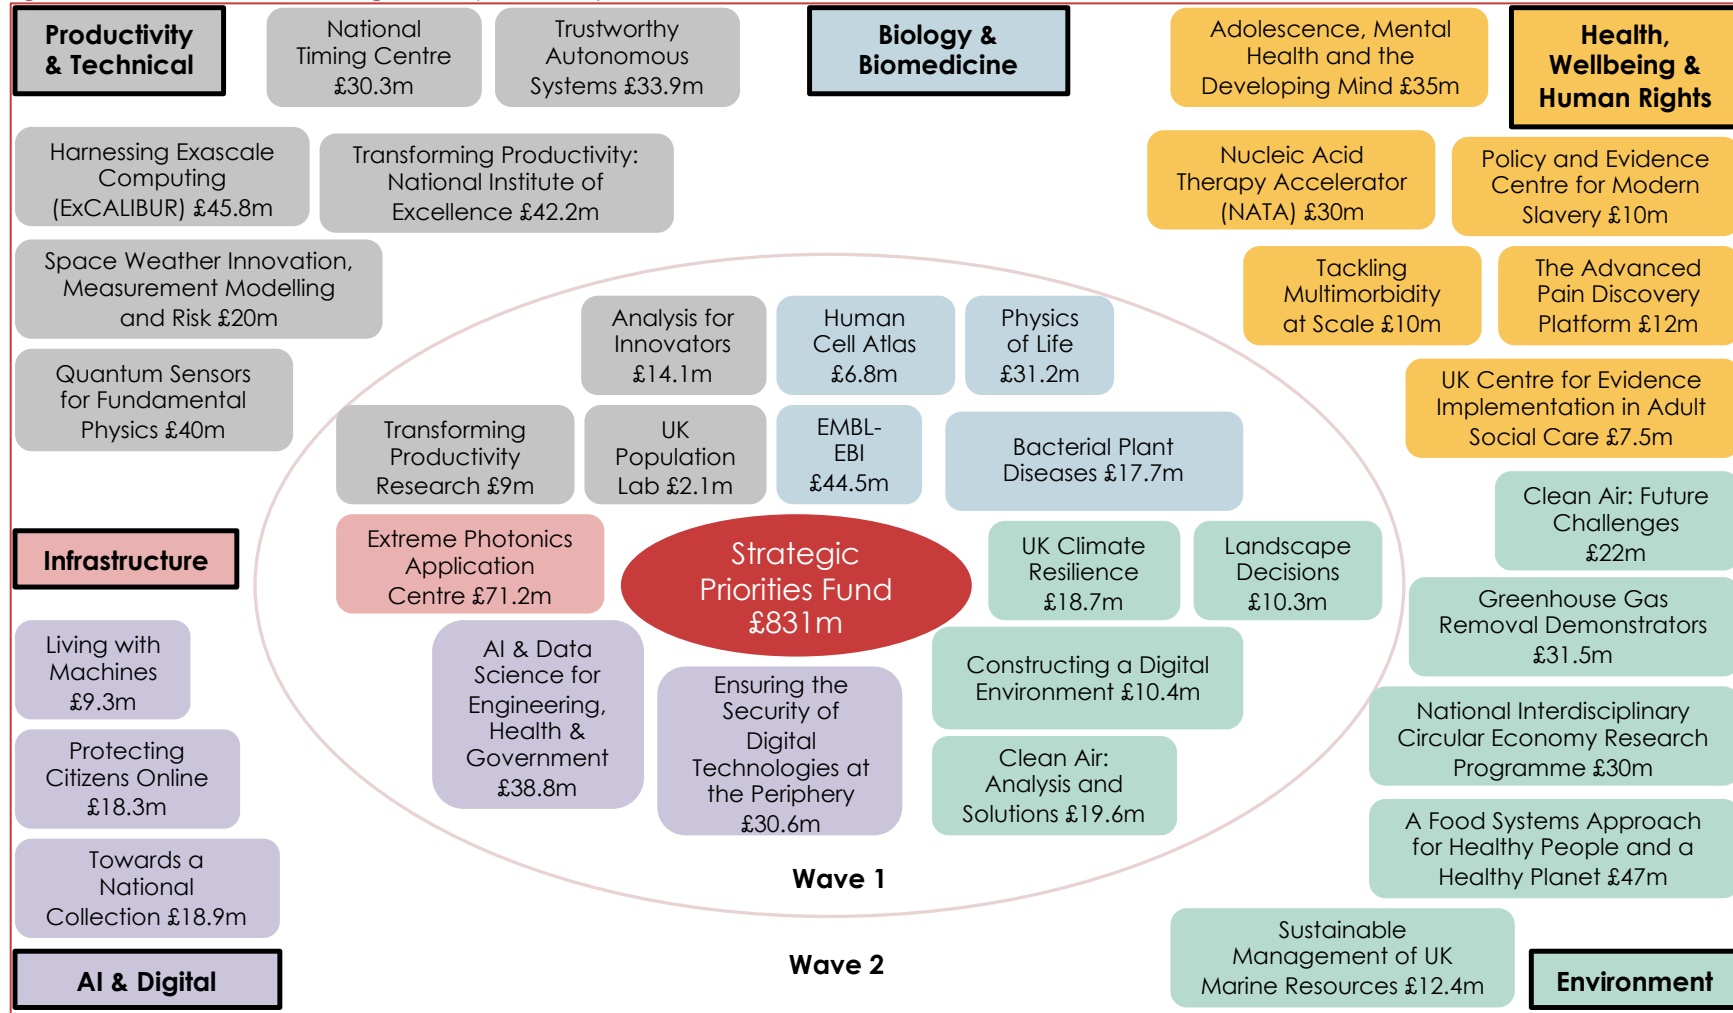 Productivity
& Technical
National
Timing Centre
£30.3m
Trustworthy
Autonomous
Systems £33.9m
Biology &
Biomedicine
Adolescence, Mental
Health and the
Developing Mind £35m
Health,
Wellbeing &
Human Rights
Harnessing Exascale
Computing
(ExCALIBUR) £45.8m
Transforming Productivity:
National Institute of
Excellence £42.2m
Nucleic Acid
Therapy Accelerator
(NATA) £30m
Policy and Evidence
Centre for Modern
Slavery £10m
Space Weather Innovation,
Measurement Modelling
and Risk £20m
Tackling
Multimorbidity
at Scale £10m
The Advanced
Pain Discovery
Platform £12m
Analysis for
Innovators
£14.1m
Human
Cell Atlas
£6.8m
Physics
of Life
£31.2m
Quantum Sensors
for Fundamental
Physics £40m
UK Centre for Evidence
Implementation in Adult
Social Care £7.5m
Transforming
Productivity
Research £9m
UK
Population
Lab £2.1m
EMBL-
EBI
£44.5m
Bacterial Plant
Diseases £17.7m
Clean Air: Future
Challenges
£22m
Infrastructure
Extreme Photonics
Application
Centre £71.2m
Strategic
Priorities Fund
£831m
UK Climate
Resilience
£18.7m
Landscape
Decisions
£10.3m
Greenhouse Gas
Removal Demonstrators
£31.5m
Living with
Machines
£9.3m
AI & Data
Science for
Engineering,
Health &
Government
£38.8m
Ensuring the
Security of
Digital
Technologies at
the Periphery
£30.6m
Constructing a Digital
Environment £10.4m
National Interdisciplinary
Circular Economy Research
Programme £30m
Protecting
Citizens Online
£18.3m
Clean Air:
Analysis and
Solutions £19.6m
A Food Systems Approach
for Healthy People and a
Healthy Planet £47m
Towards a
National
Collection £18.9m
Wave 1
Wave 2
Sustainable
Management of UK
Marine Resources £12.4m
AI & Digital
Environment